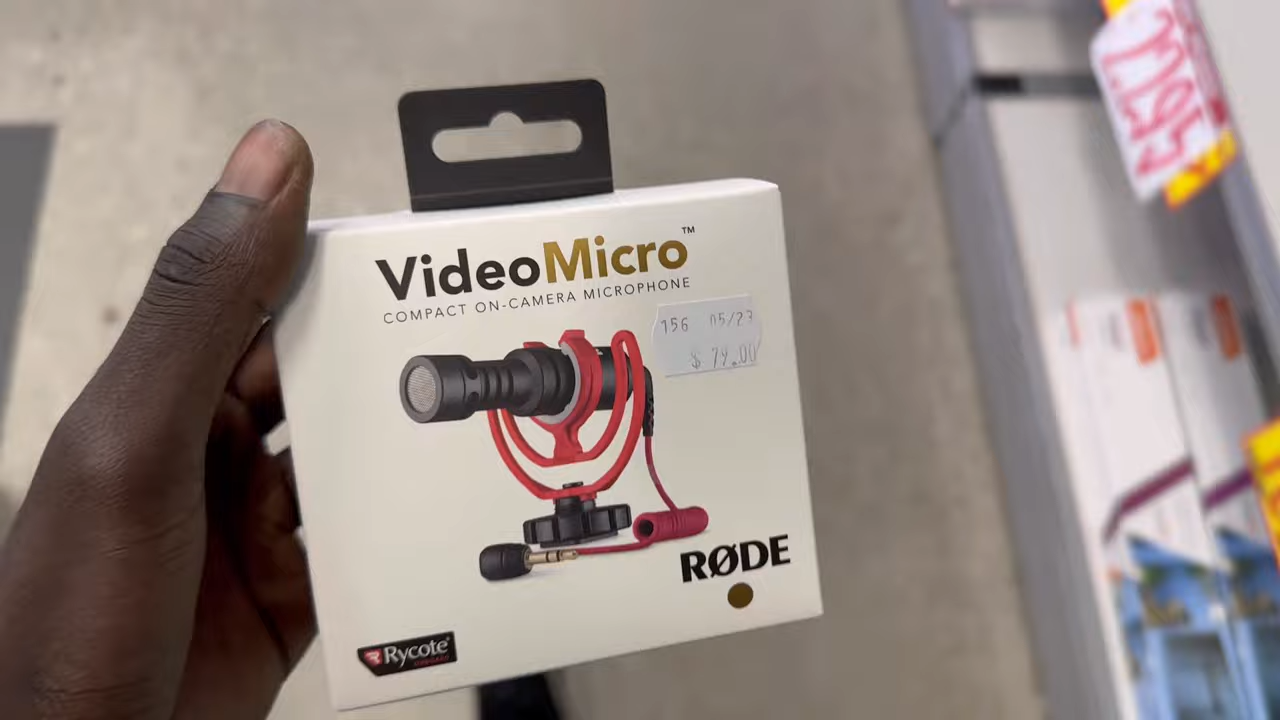 VideoMicro™
COMPACT ON-CAMERA MICROPHONE
156 05/23
$ 79.00
RØDE
Rycote